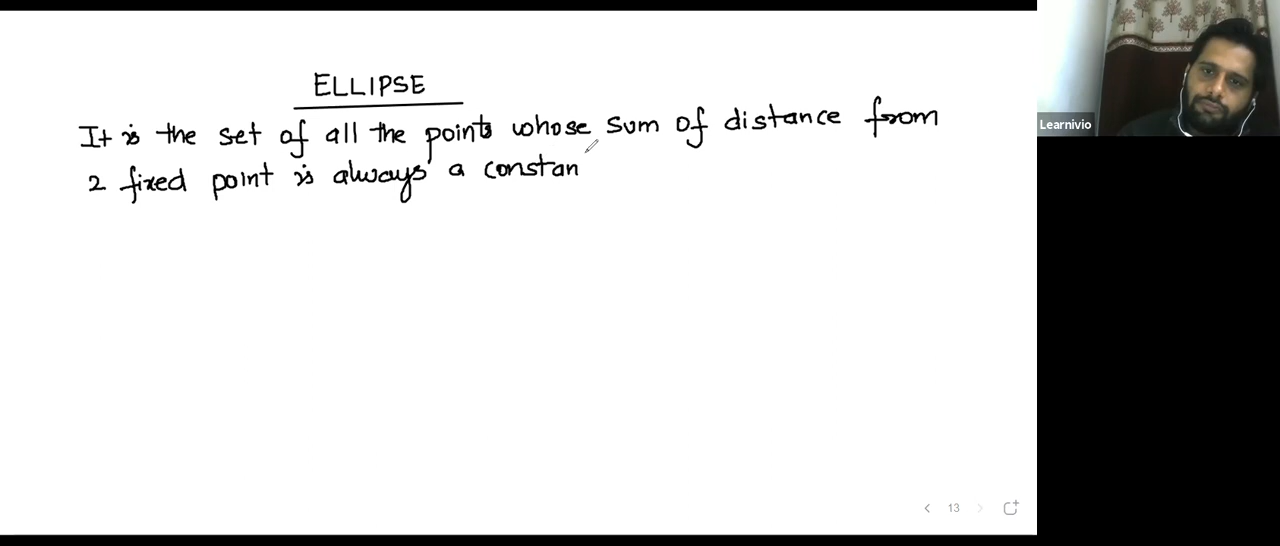 ELLIPSE
It is the set of all the points whose sum of distance from
2 fixed point is always a constan
Learnivio
13